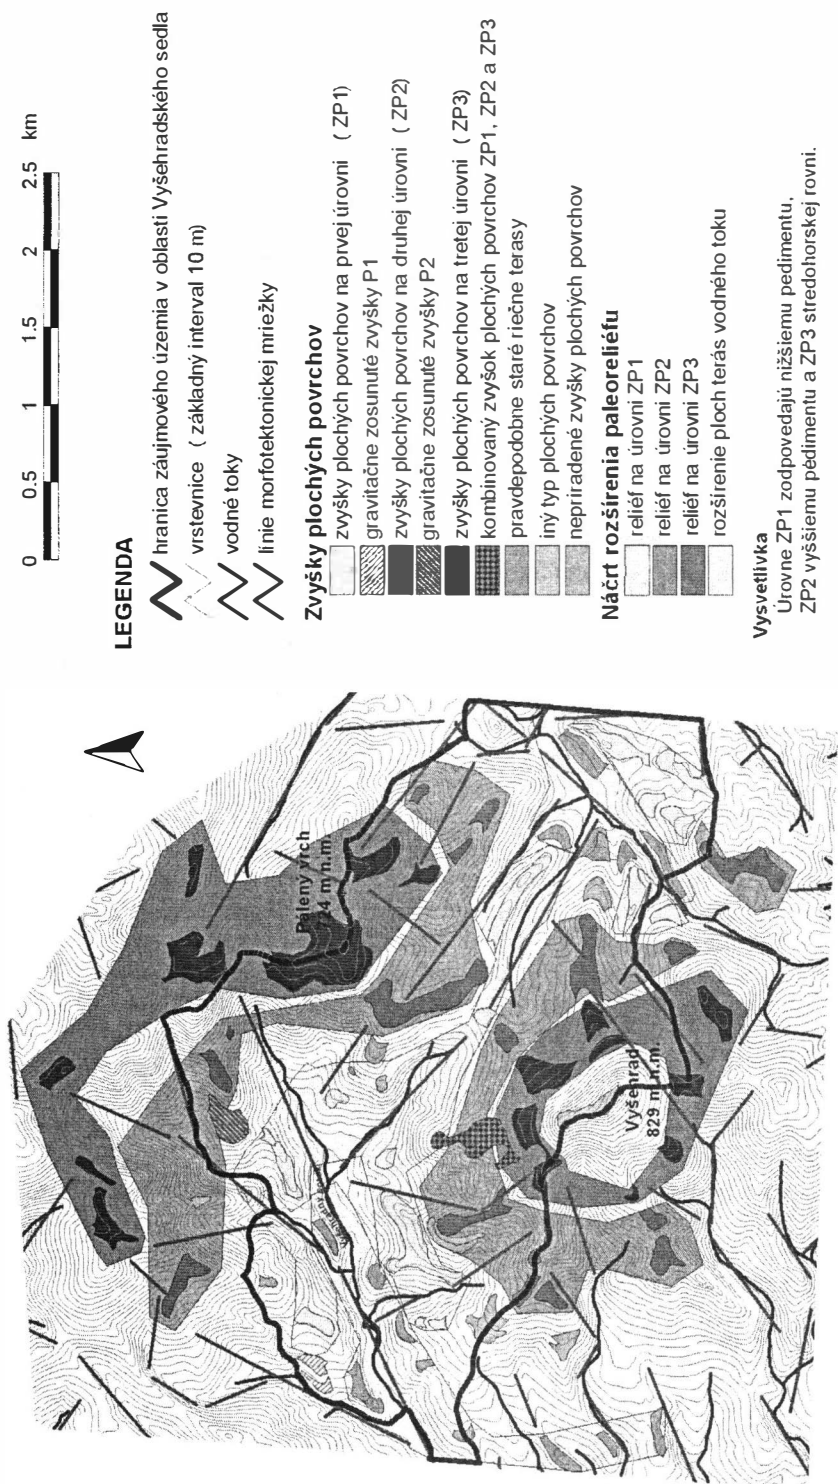 0 0.5 1 1.5 2 2.5 km
LEGENDA
hranica záujmového územia v oblasti Vyšehradského sedla
vrstevnice ( základný interval 10 m)
vodné toky
línie morfotektonickej mriežky
Zvyšky plochých povrchov
zvyšky plochých povrchov na prvej úrovni ( ZP1)
gravitačne zosunuté zvyšky P1
zvyšky plochých povrchov na druhej úrovni ( ZP2)
gravitačne zosunuté zvyšky P2
zvyšky plochých povrchov na tretej úrovni ( ZP3)
kombinovaný zvyšok plochých povrchov ZP1, ZP2 a ZP3
pravdepodobne staré riečne terasy
iný typ plochých povrchov
nepriradené zvyšky plochých povrchov
Náčrt rozšírenia paleoreliéfu
reliéf na úrovni ZP1
reliéf na úrovni ZP2
reliéf na úrovni ZP3
rozšírenie ploch terás vodného toku
Vysvetlivka
Úrovne ZP1 zodpovedajú nižšiemu pedimentu,
ZP2 vyššiemu pedimentu a ZP3 stredohorskej rovni.
Pálený vrch
24 m n.m.
Vyšehrad
829 m n.m.